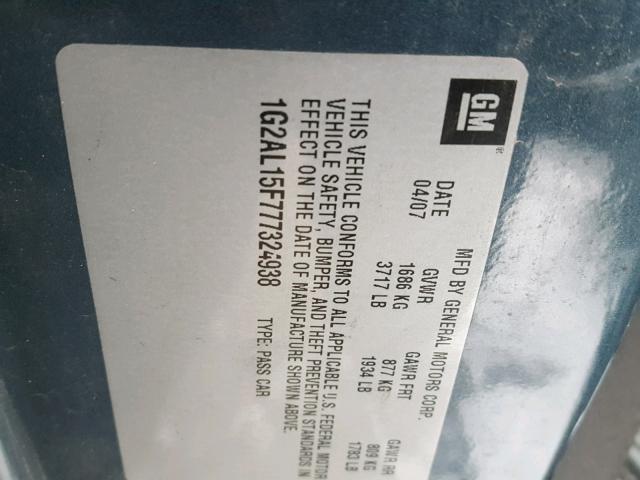 GM
MFD BY GENERAL MOTORS CORP.
DATE GVWR GAWR FRT GAWR RR
04/07 1686 KG 877 KG 809 KG
3717 LB 1934 LB 1783 LB
THIS VEHICLE CONFORMS TO ALL APPLICABLE U.S. FEDERAL MOTOR
VEHICLE SAFETY, BUMPER, AND THEFT PREVENTION STANDARDS IN
EFFECT ON THE DATE OF MANUFACTURE SHOWN ABOVE.
1G2AL15F777324938 TYPE: PASS CAR